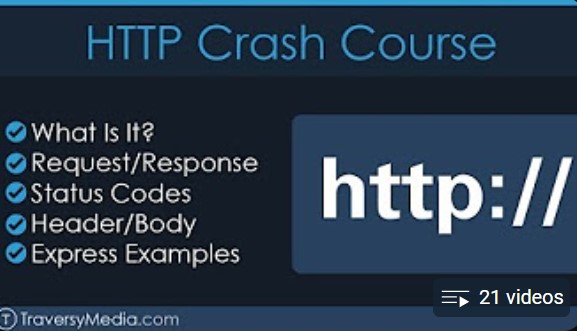 HTTP Crash Course
What Is It?
Request/Response
Status Codes
Header/Body
Express Examples
http://
21 videos
T TraversyMedia.com